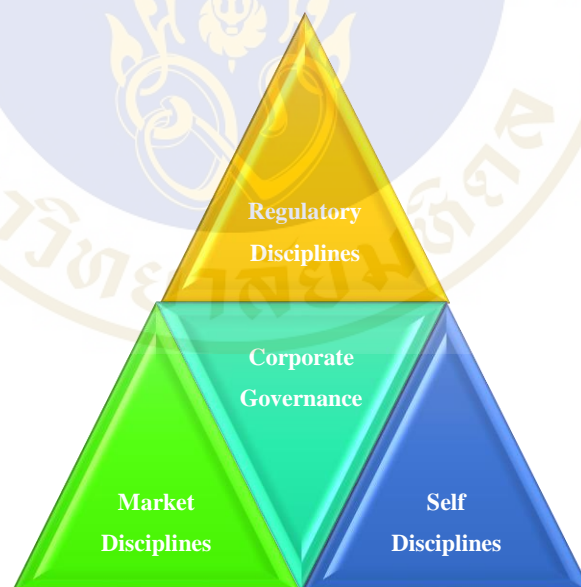 Regulatory
Disciplines
Corporate
Governance
Market
Disciplines
Self
Disciplines